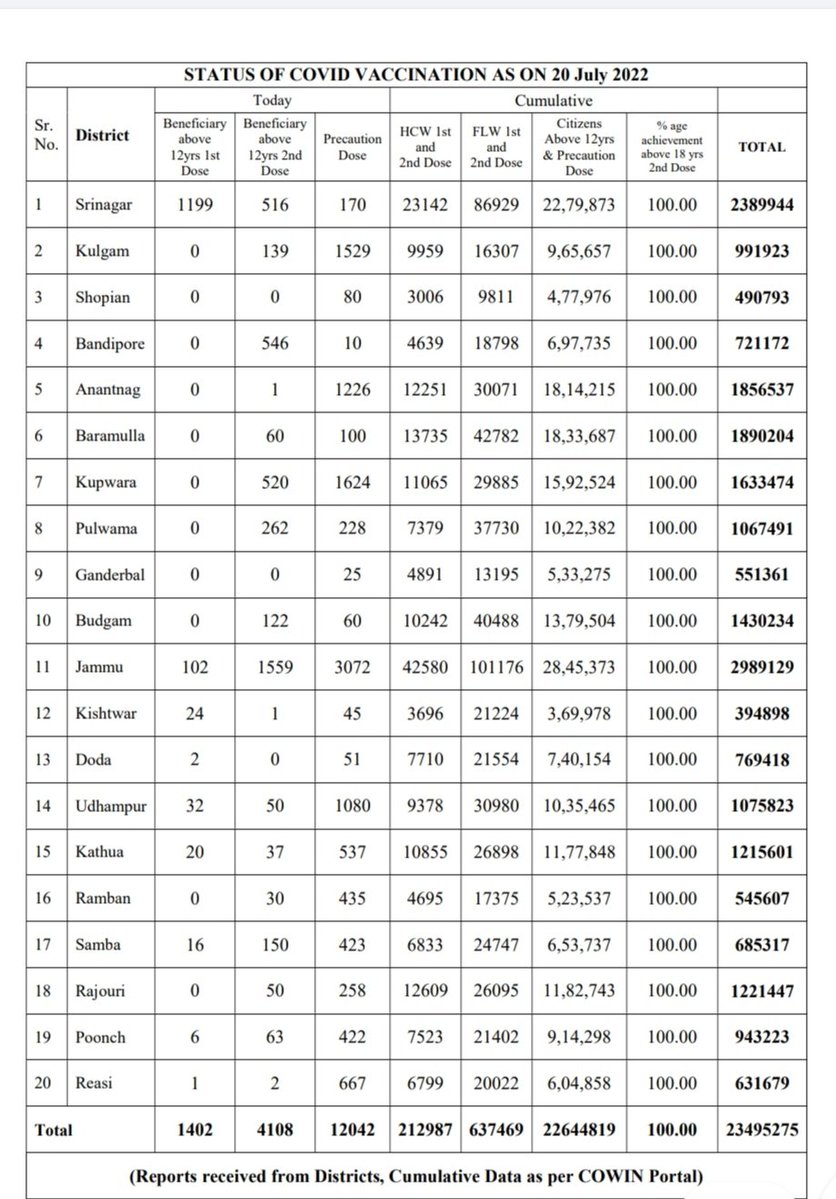 STATUS OF COVID VACCINATION AS ON 20 July 2022
Sr. No. District Today Cumulative
Beneficiary above 12yrs 1st Dose Beneficiary above 12yrs 2nd Dose Precaution Dose HCW 1st and 2nd Dose FLW 1st and 2nd Dose Citizens Above 12yrs & Precaution Dose % age achievement above 18 yrs 2nd Dose TOTAL
1 Srinagar 1199 516 170 23142 86929 22,79,873 100.00 2389944
2 Kulgam 0 139 1529 9959 16307 9,65,657 100.00 991923
3 Shopian 0 0 80 3006 9811 4,77,976 100.00 490793
4 Bandipore 0 546 10 4639 18798 6,97,735 100.00 721172
5 Anantnag 0 1 1226 12251 30071 18,14,215 100.00 1856537
6 Baramulla 0 60 100 13735 42782 18,33,687 100.00 1890204
7 Kupwara 0 520 1624 11065 29885 15,92,524 100.00 1633474
8 Pulwama 0 262 228 7379 37730 10,22,382 100.00 1067491
9 Ganderbal 0 0 25 4891 13195 5,33,275 100.00 551361
10 Budgam 0 122 60 10242 40488 13,79,504 100.00 1430234
11 Jammu 102 1559 3072 42580 101176 28,45,373 100.00 2989129
12 Kishtwar 24 1 45 3696 21224 3,69,978 100.00 394898
13 Doda 2 0 51 7710 21554 7,40,154 100.00 769418
14 Udhampur 32 50 1080 9378 30980 10,35,465 100.00 1075823
15 Kathua 20 37 537 10855 26898 11,77,848 100.00 1215601
16 Ramban 0 30 435 4695 17375 5,23,537 100.00 545607
17 Samba 16 150 423 6833 24747 6,53,737 100.00 685317
18 Rajouri 0 50 258 12609 26095 11,82,743 100.00 1221447
19 Poonch 6 63 422 7523 21402 9,14,298 100.00 943223
20 Reasi 1 2 667 6799 20022 6,04,858 100.00 631679
Total 1402 4108 12042 212987 637469 22644819 100.00 23495275
(Reports received from Districts, Cumulative Data as per COWIN Portal)